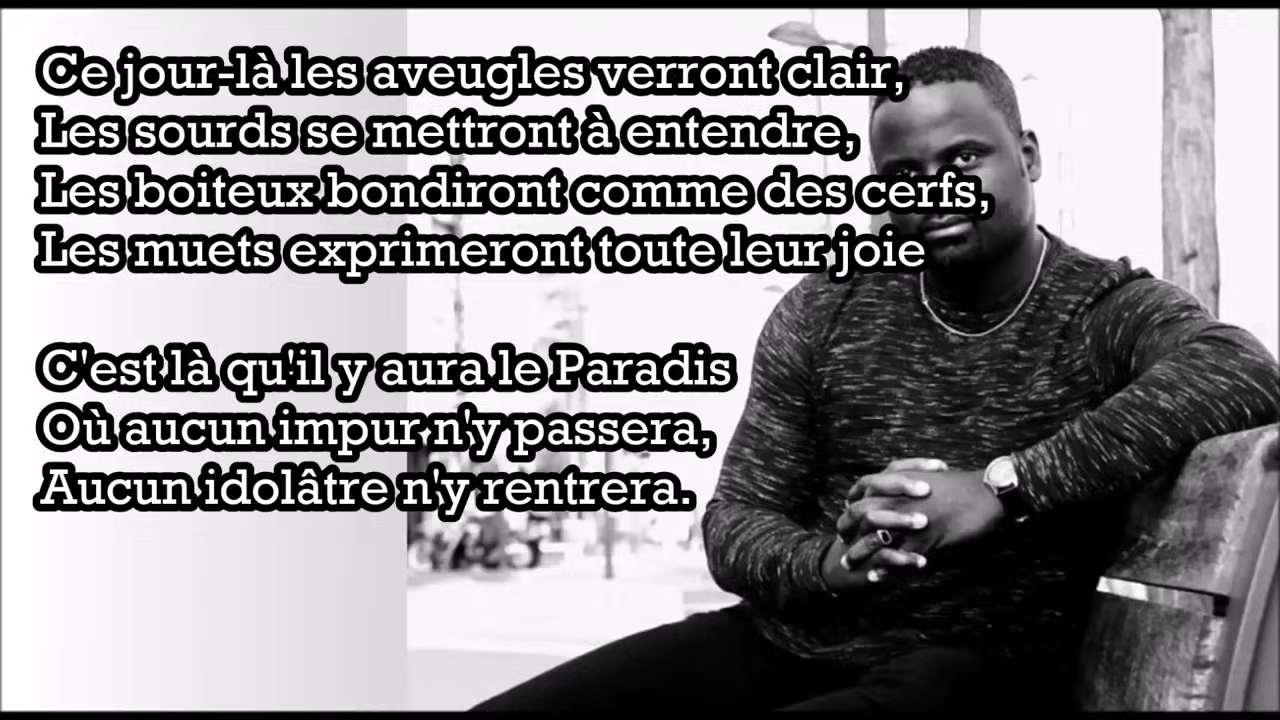 Ce jour-là les aveugles verront clair,
Les sourds se mettront à entendre,
Les boiteux bondiront comme des cerfs,
Les muets exprimeront toute leur joie
C'est là qu'il y aura le Paradis
Où aucun impur n'y passera,
Aucun idolâtre n'y rentrera.